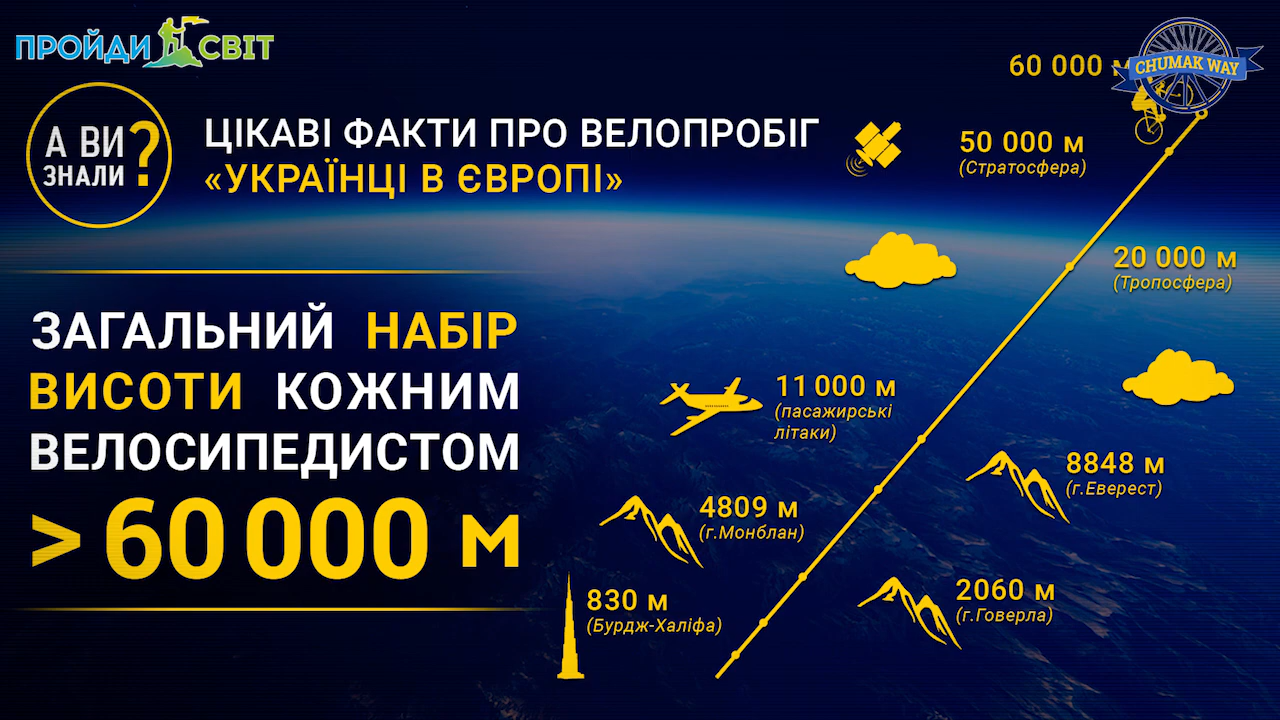 ПРОЙДИ СВІТ
CHUMAK WAY
А ВИ
ЗНАЛИ ?
ЦІКАВІ ФАКТИ ПРО ВЕЛОПРОБІГ
«УКРАЇНЦІ В ЄВРОПІ»
ЗАГАЛЬНИЙ НАБІР
ВИСОТИ КОЖНИМ
ВЕЛОСИПЕДИСТОМ
> 60 000 м
60 000 м
50 000 м
(Стратосфера)
20 000 м
(Тропосфера)
11 000 м
(пасажирські
літаки)
8848 м
(г.Еверест)
4809 м
(г.Монблан)
2060 м
(г.Говерла)
830 м
(Бурдж-Халіфа)